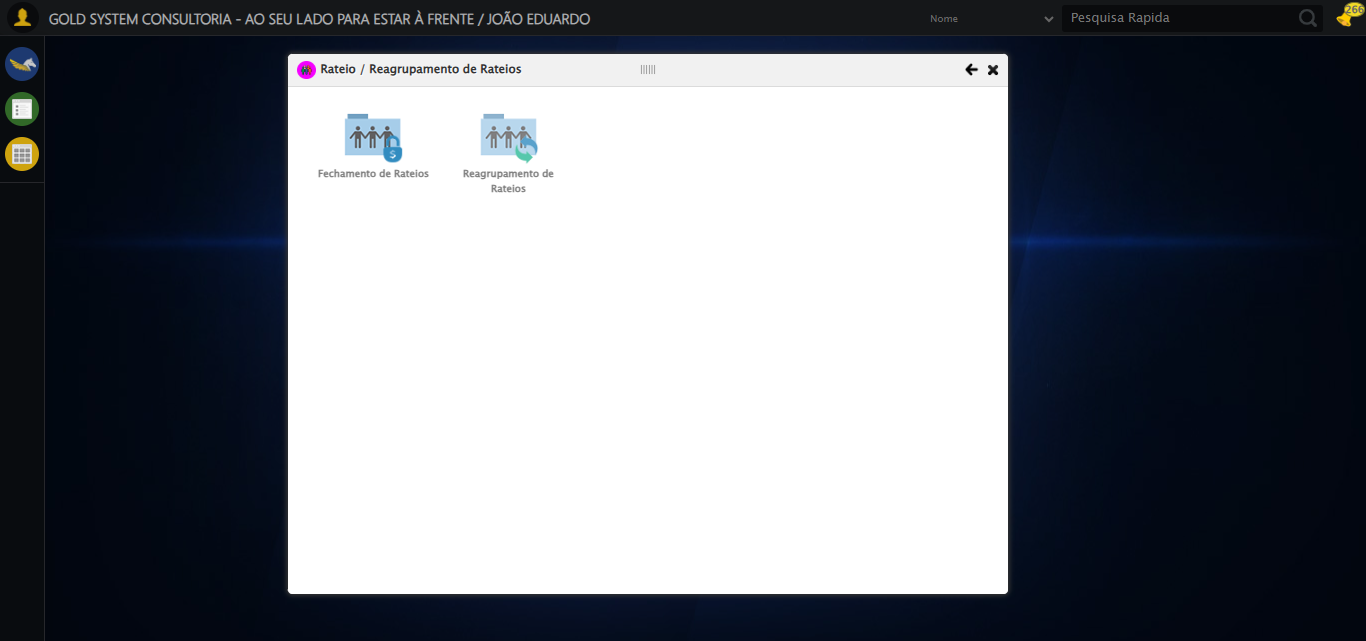 GOLD SYSTEM CONSULTORIA - AO SEU LADO PARA ESTAR À FRENTE / JOÃO EDUARDO
Nome
Pesquisa Rapida
266
Rateio / Reagrupamento de Rateios
Fechamento de Rateios
Reagrupamento de
Rateios
$